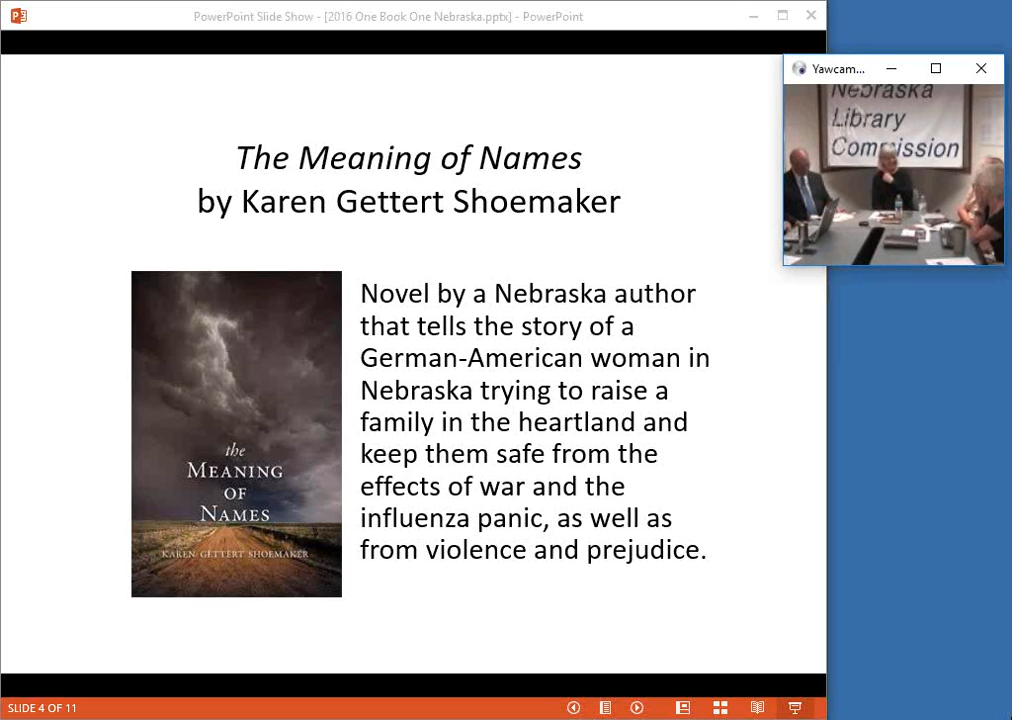 PowerPoint Slide Show - [2016 One Book One Nebraska.pptx] - PowerPoint
Yawcam...
Nebraska
Library
Commission
The Meaning of Names
by Karen Gettert Shoemaker
the
MEANING
OF
NAMES
KAREN GETTERT SHOEMAKER
Novel by a Nebraska author
that tells the story of a
German-American woman in
Nebraska trying to raise a
family in the heartland and
keep them safe from the
effects of war and the
influenza panic, as well as
from violence and prejudice.
SLIDE 4 OF 11